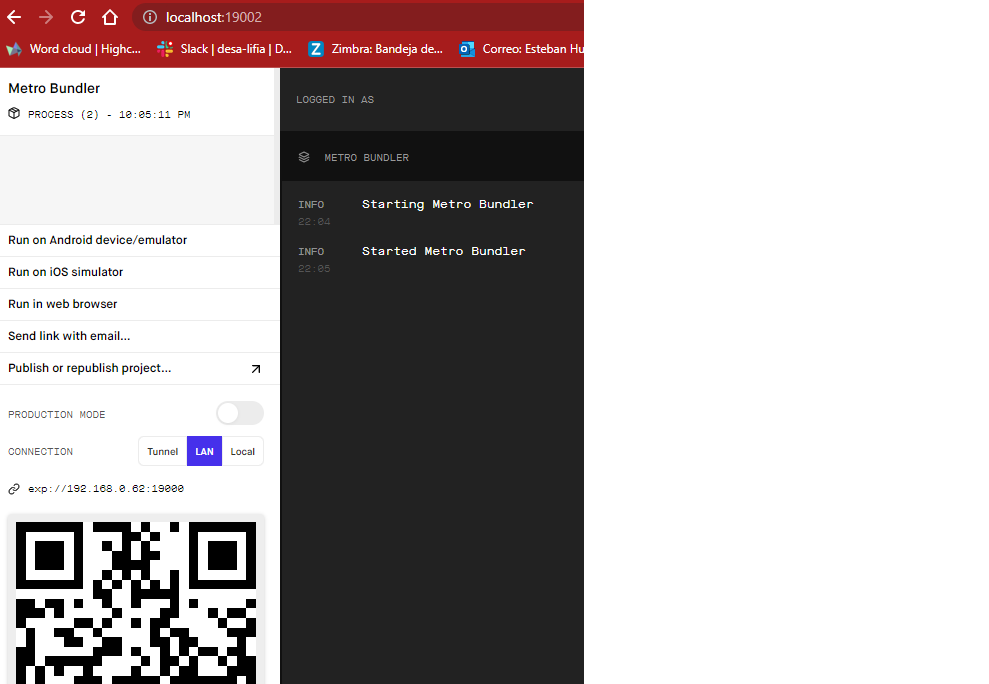 localhost:19002
Word cloud | Highc...
Slack | desa-lifia | D...
Zimbra: Bandeja de...
Correo: Esteban Hu
Metro Bundler
PROCESS (2) - 10:05:11 PM
LOGGED IN AS
METRO BUNDLER
INFO Starting Metro Bundler
22:04
INFO Started Metro Bundler
22:05
Run on Android device/emulator
Run on iOS simulator
Run in web browser
Send link with email...
Publish or republish project...
PRODUCTION MODE
CONNECTION Tunnel LAN Local
exp://192.168.0.62:19000